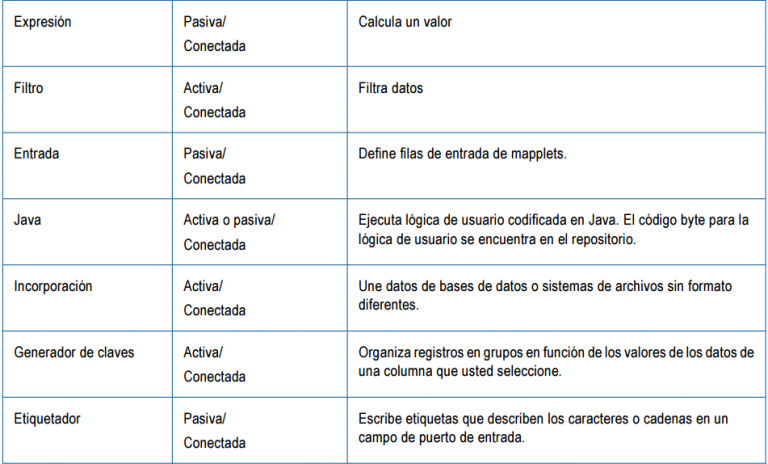 Expresión
Pasiva/
Conectada
Calcula un valor
Filtro
Activa/
Conectada
Filtra datos
Entrada
Pasiva/
Conectada
Define filas de entrada de mapplets.
Java
Activa o pasiva/
Conectada
Ejecuta lógica de usuario codificada en Java. El código byte para la
lógica de usuario se encuentra en el repositorio.
Incorporación
Activa/
Conectada
Une datos de bases de datos o sistemas de archivos sin formato
diferentes.
Generador de claves
Activa/
Conectada
Organiza registros en grupos en función de los valores de los datos de
una columna que usted seleccione.
Etiquetador
Pasiva/
Conectada
Escribe etiquetas que describen los caracteres o cadenas en un
campo de puerto de entrada.